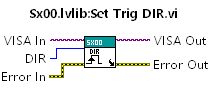 Sx00.lvlib:Set Trig DIR.vi
VISA In
VISA Out
SX00
DIR
DIR
Error In
Error Out